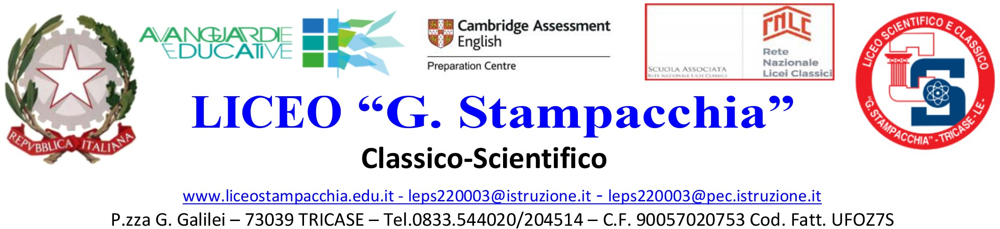 REPVBBLICA ITALIANA
AVANGUARDIE
EDUCATIVE
Cambridge Assessment
English
Preparation Centre
SCUOLA ASSOCIATA
RETE NAZIONALE LICEI CLASSICI
RNLC
Rete
Nazionale
Licei Classici
LICEO SCIENTIFICO E CLASSICO
"G. STAMPACCHIA" - TRICASE - LE -
LICEO “G. Stampacchia”
Classico-Scientifico
www.liceostampacchia.edu.it - leps220003@istruzione.it - leps220003@pec.istruzione.it
P.zza G. Galilei – 73039 TRICASE – Tel.0833.544020/204514 – C.F. 90057020753 Cod. Fatt. UFOZ7S